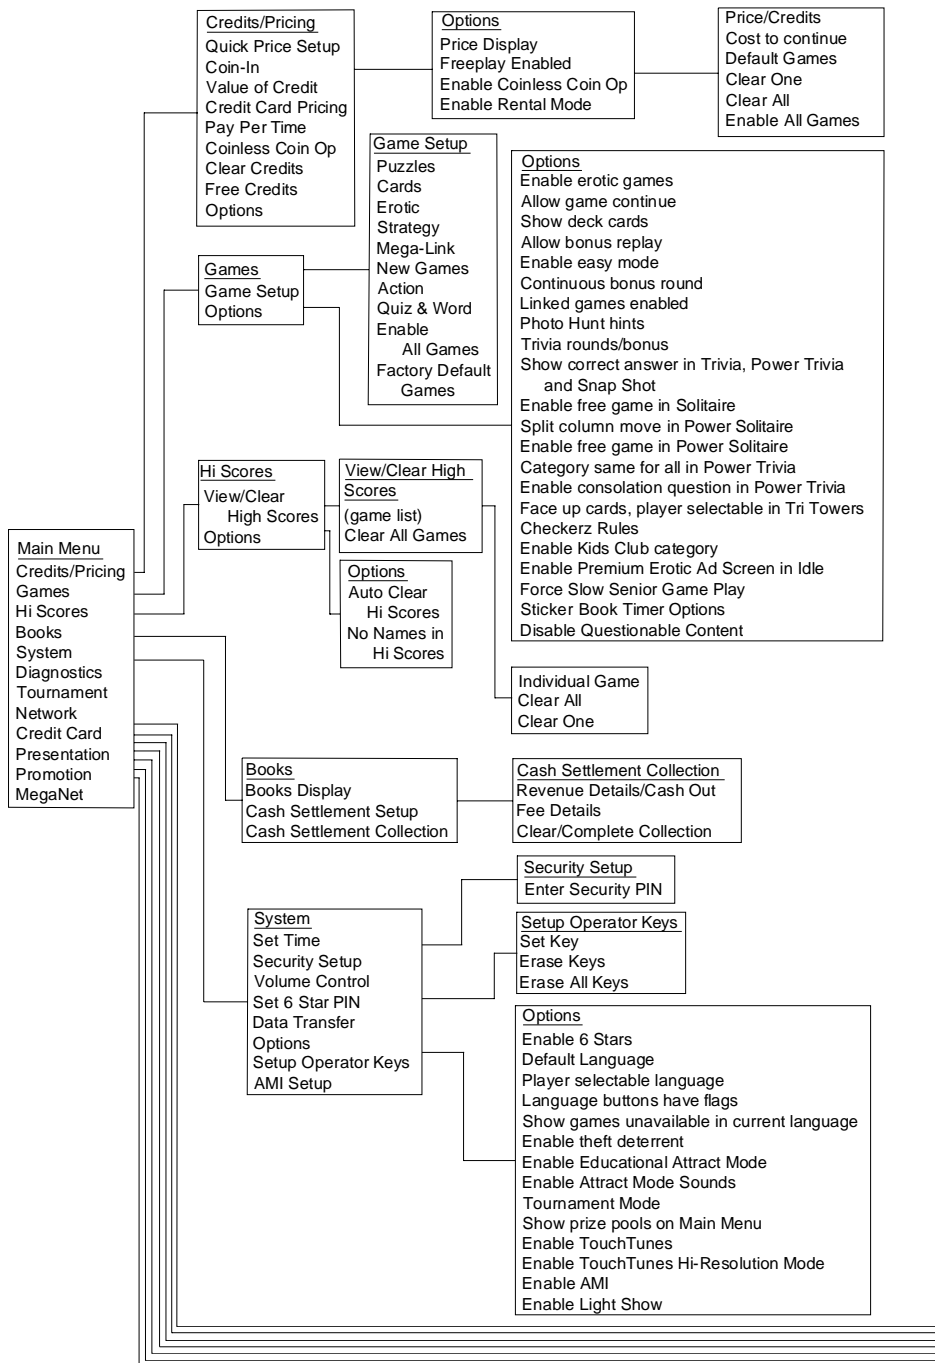 Credits/Pricing
Quick Price Setup
Coin-In
Value of Credit
Credit Card Pricing
Pay Per Time
Coinless Coin Op
Clear Credits
Free Credits
Options
Options
Price Display
Freeplay Enabled
Enable Coinless Coin Op
Enable Rental Mode
Price/Credits
Cost to continue
Default Games
Clear One
Clear All
Enable All Games
Games
Game Setup
Options
Game Setup
Puzzles
Cards
Erotic
Strategy
Mega-Link
New Games
Action
Quiz & Word
Enable
All Games
Factory Default
Games
Options
Enable erotic games
Allow game continue
Show deck cards
Allow bonus replay
Enable easy mode
Continuous bonus round
Linked games enabled
Photo Hunt hints
Trivia rounds/bonus
Show correct answer in Trivia, Power Trivia
and Snap Shot
Enable free game in Solitaire
Split column move in Power Solitaire
Enable free game in Power Solitaire
Category same for all in Power Trivia
Enable consolation question in Power Trivia
Face up cards, player selectable in Tri Towers
Checkerz Rules
Enable Kids Club category
Enable Premium Erotic Ad Screen in Idle
Force Slow Senior Game Play
Sticker Book Timer Options
Disable Questionable Content
Hi Scores
View/Clear
High Scores
Options
View/Clear High
Scores
(game list)
Clear All Games
Options
Auto Clear
Hi Scores
No Names in
Hi Scores
Individual Game
Clear All
Clear One
Main Menu
Credits/Pricing
Games
Hi Scores
Books
System
Diagnostics
Tournament
Network
Credit Card
Presentation
Promotion
MegaNet
Books
Books Display
Cash Settlement Setup
Cash Settlement Collection
Cash Settlement Collection
Revenue Details/Cash Out
Fee Details
Clear/Complete Collection
System
Set Time
Security Setup
Volume Control
Set 6 Star PIN
Data Transfer
Options
Setup Operator Keys
AMI Setup
Security Setup
Enter Security PIN
Setup Operator Keys
Set Key
Erase Keys
Erase All Keys
Options
Enable 6 Stars
Default Language
Player selectable language
Language buttons have flags
Show games unavailable in current language
Enable theft deterrent
Enable Educational Attract Mode
Enable Attract Mode Sounds
Tournament Mode
Show prize pools on Main Menu
Enable TouchTunes
Enable TouchTunes Hi-Resolution Mode
Enable AMI
Enable Light Show